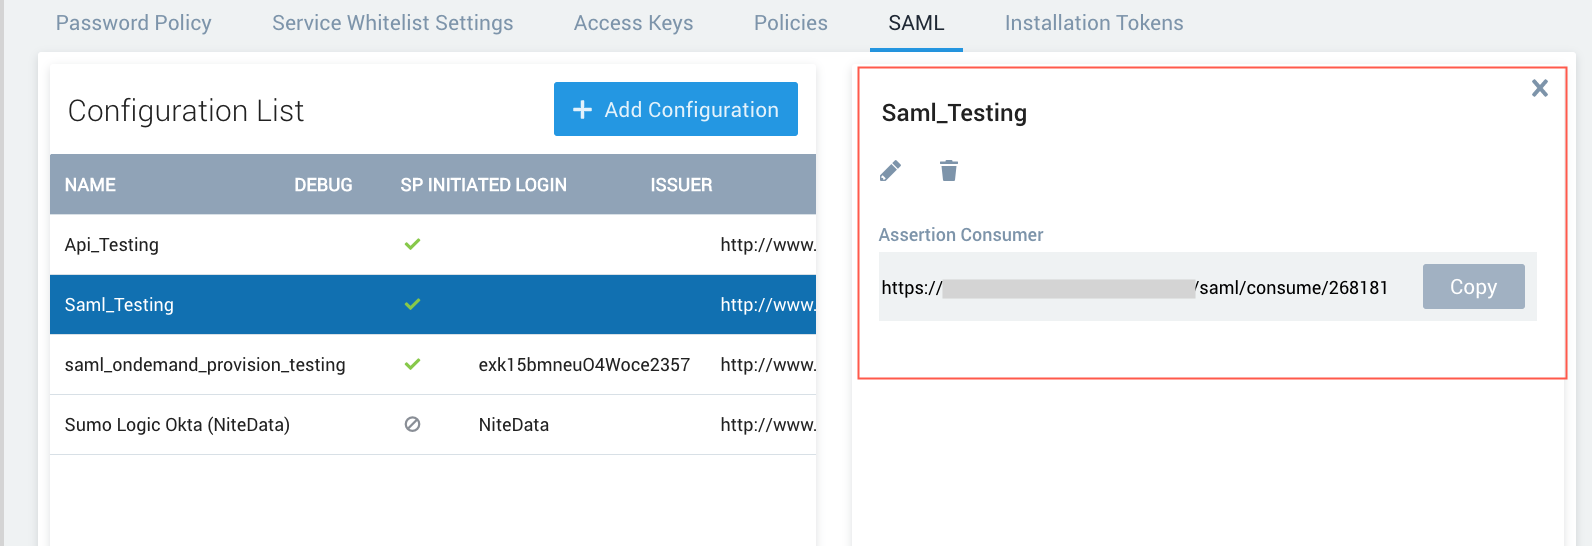 Password Policy Service Whitelist Settings Access Keys Policies SAML Installation Tokens
Configuration List
Add Configuration
NAME DEBUG SP INITIATED LOGIN ISSUER
Api_Testing http://www.
Saml_Testing http://www.
saml_ondemand_provision_testing exk15bmneuO4Woce2357 http://www.
Sumo Logic Okta (NiteData) NiteData http://www.
Saml_Testing
Assertion Consumer
https:// /saml/consume/268181 Copy